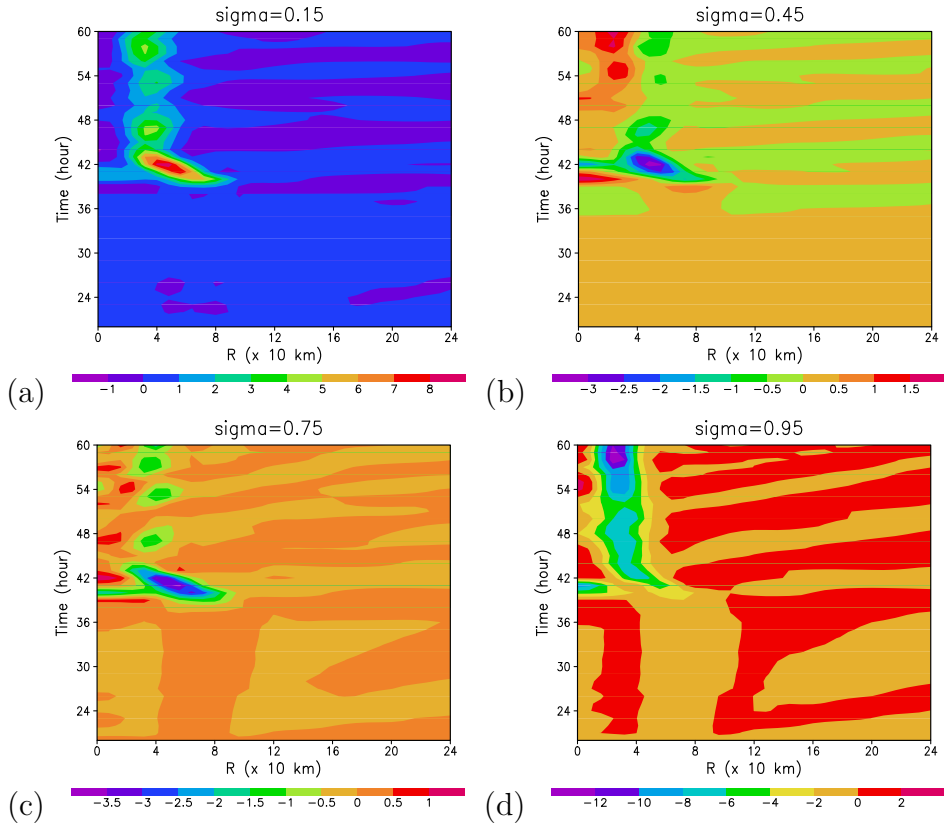 sigma=0.15
60
54
48
42
36
30
24
Time (hour)
0 4 8 12 16 20 24
R (x 10 km)
−1 0 1 2 3 4 5 6 7 8
(a)
sigma=0.45
60
54
48
42
36
30
24
Time (hour)
0 4 8 12 16 20 24
R (x 10 km)
−3 −2.5 −2 −1.5 −1 −0.5 0 0.5 1 1.5
(b)
sigma=0.75
60
54
48
42
36
30
24
Time (hour)
0 4 8 12 16 20 24
R (x 10 km)
−3.5 −3 −2.5 −2 −1.5 −1 −0.5 0 0.5 1
(c)
sigma=0.95
60
54
48
42
36
30
24
Time (hour)
0 4 8 12 16 20 24
R (x 10 km)
−12 −10 −8 −6 −4 −2 0 2
(d)